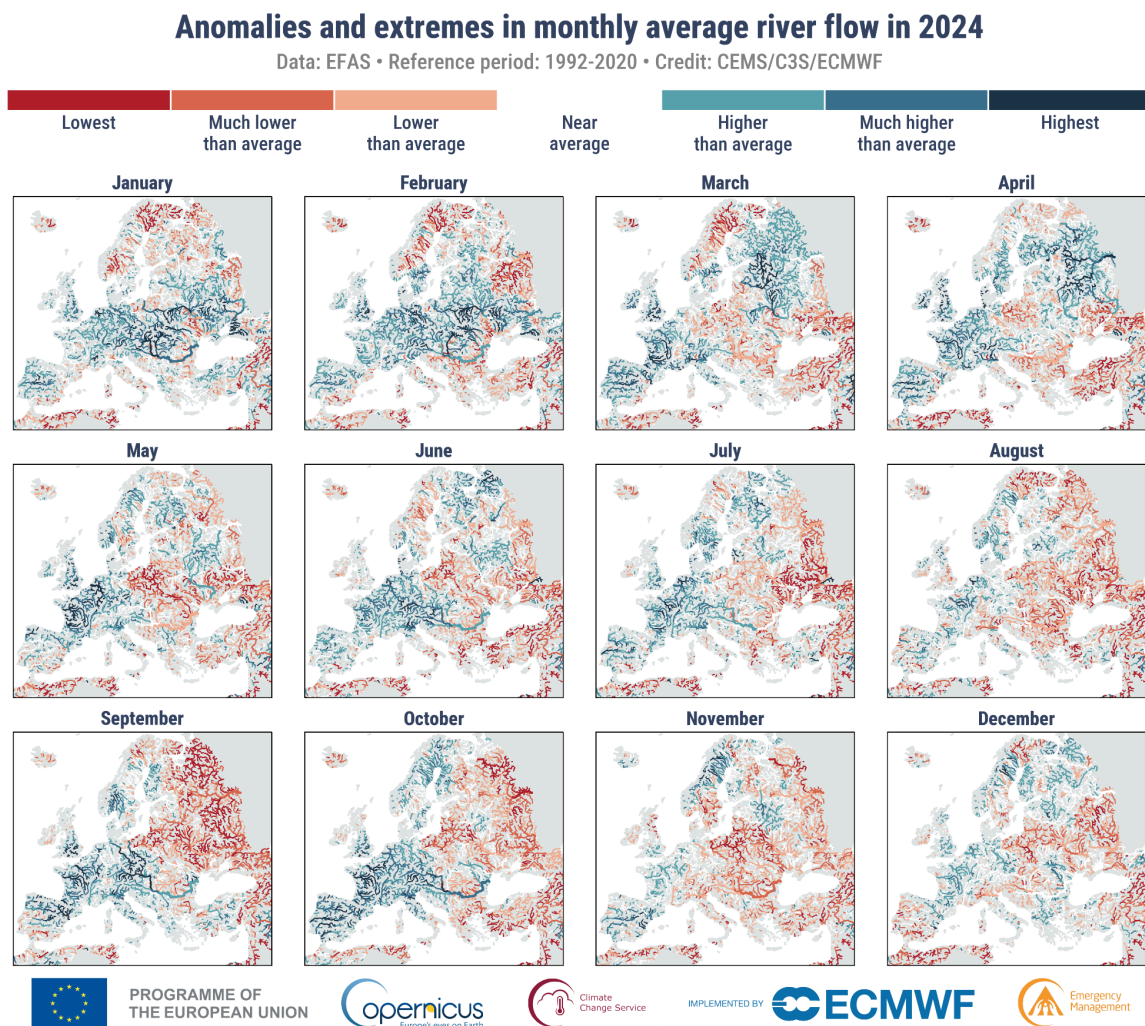 Anomalies and extremes in monthly average river flow in 2024
Data: EFAS • Reference period: 1992-2020 • Credit: CEMS/C3S/ECMWF
Lowest
Much lower
than average
Lower
than average
Near
average
Higher
than average
Much higher
than average
Highest
January
February
March
April
May
June
July
August
September
October
November
December
PROGRAMME OF
THE EUROPEAN UNION
opernicus
Europe's eyes on Earth
Climate
Change Service
IMPLEMENTED BY
ECMWF
Emergency
Management